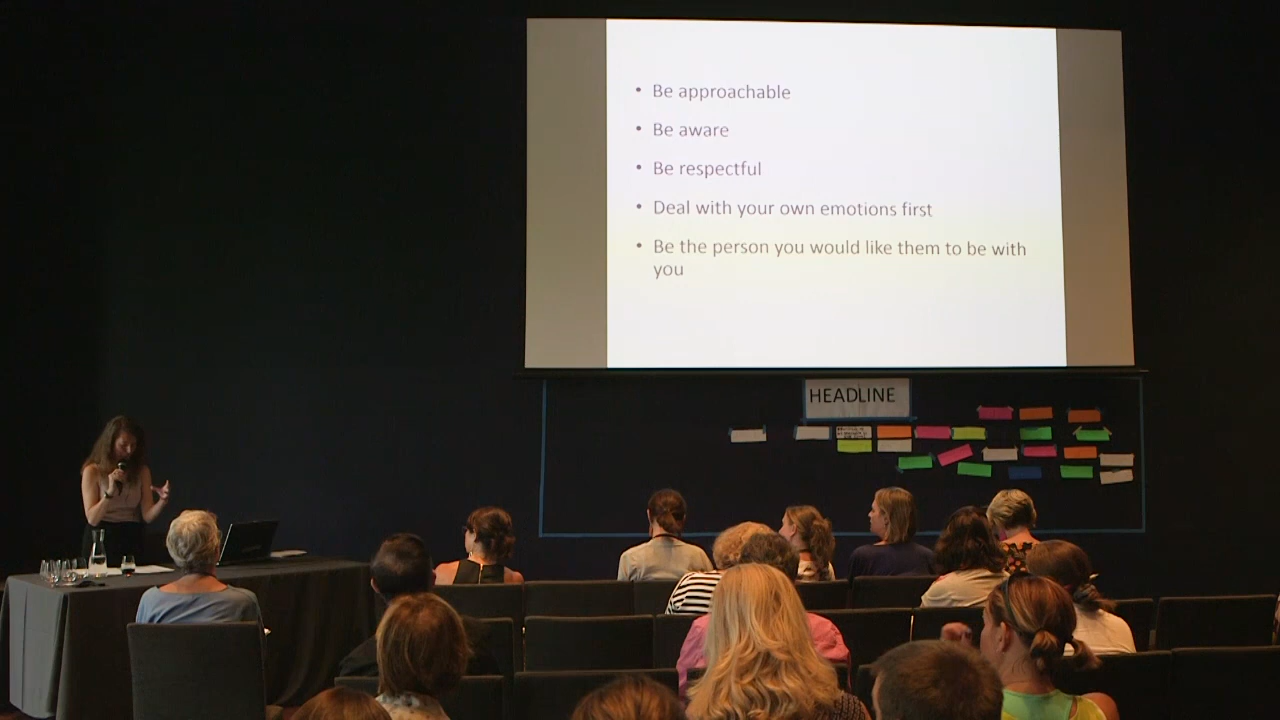 • Be approachable
• Be aware
• Be respectful
• Deal with your own emotions first
• Be the person you would like them to be with
you
HEADLINE